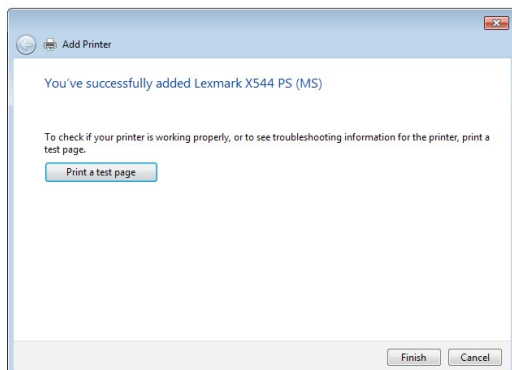 Add Printer
You've successfully added Lexmark X544 PS (MS)
To check if your printer is working properly, or to see troubleshooting information for the printer, print a
test page.
Print a test page
Finish
Cancel